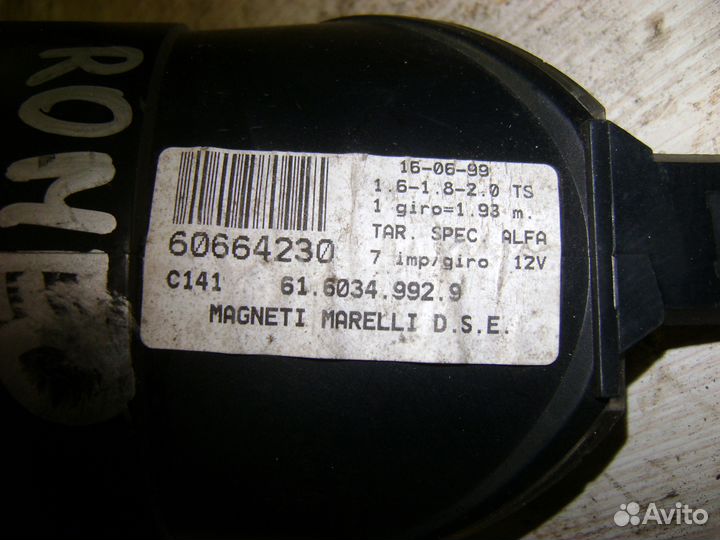 ROME
16-06-99
1.6-1.8-2.0 TS
1 giro=1.93 m.
TAR. SPEC ALFA
7 imp/giro 12V
60664230
C141 61.6034.992.9
MAGNETI MARELLI D.S.E.
Avito